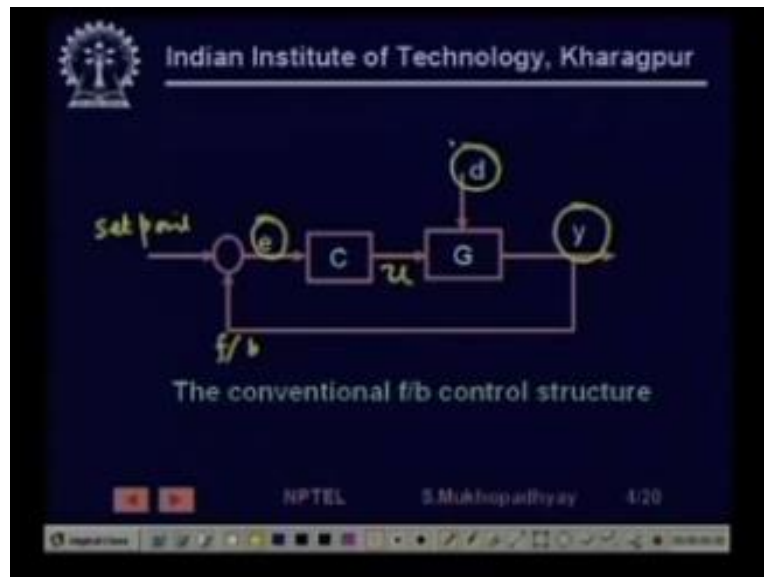 Indian Institute of Technology, Kharagpur
d
set point
e
C
u
G
y
f/b
The conventional f/b control structure
NPTEL S.Mukhopadhyay 4/20